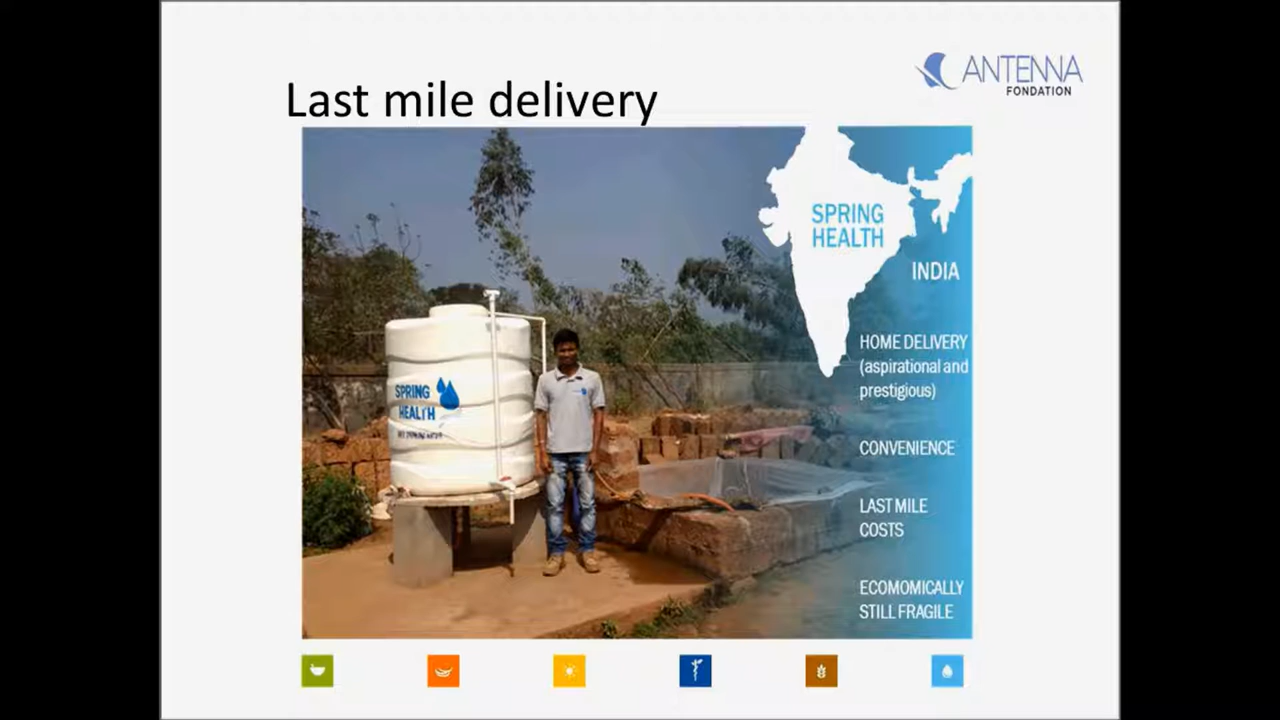 ANTENNA
FONDATION
Last mile delivery
SPRING
HEALTH
INDIA
HOME DELIVERY
(aspirational and
prestigious)
CONVENIENCE
LAST MILE
COSTS
ECOMOMICALLY
STILL FRAGILE
SPRING
HEALTH